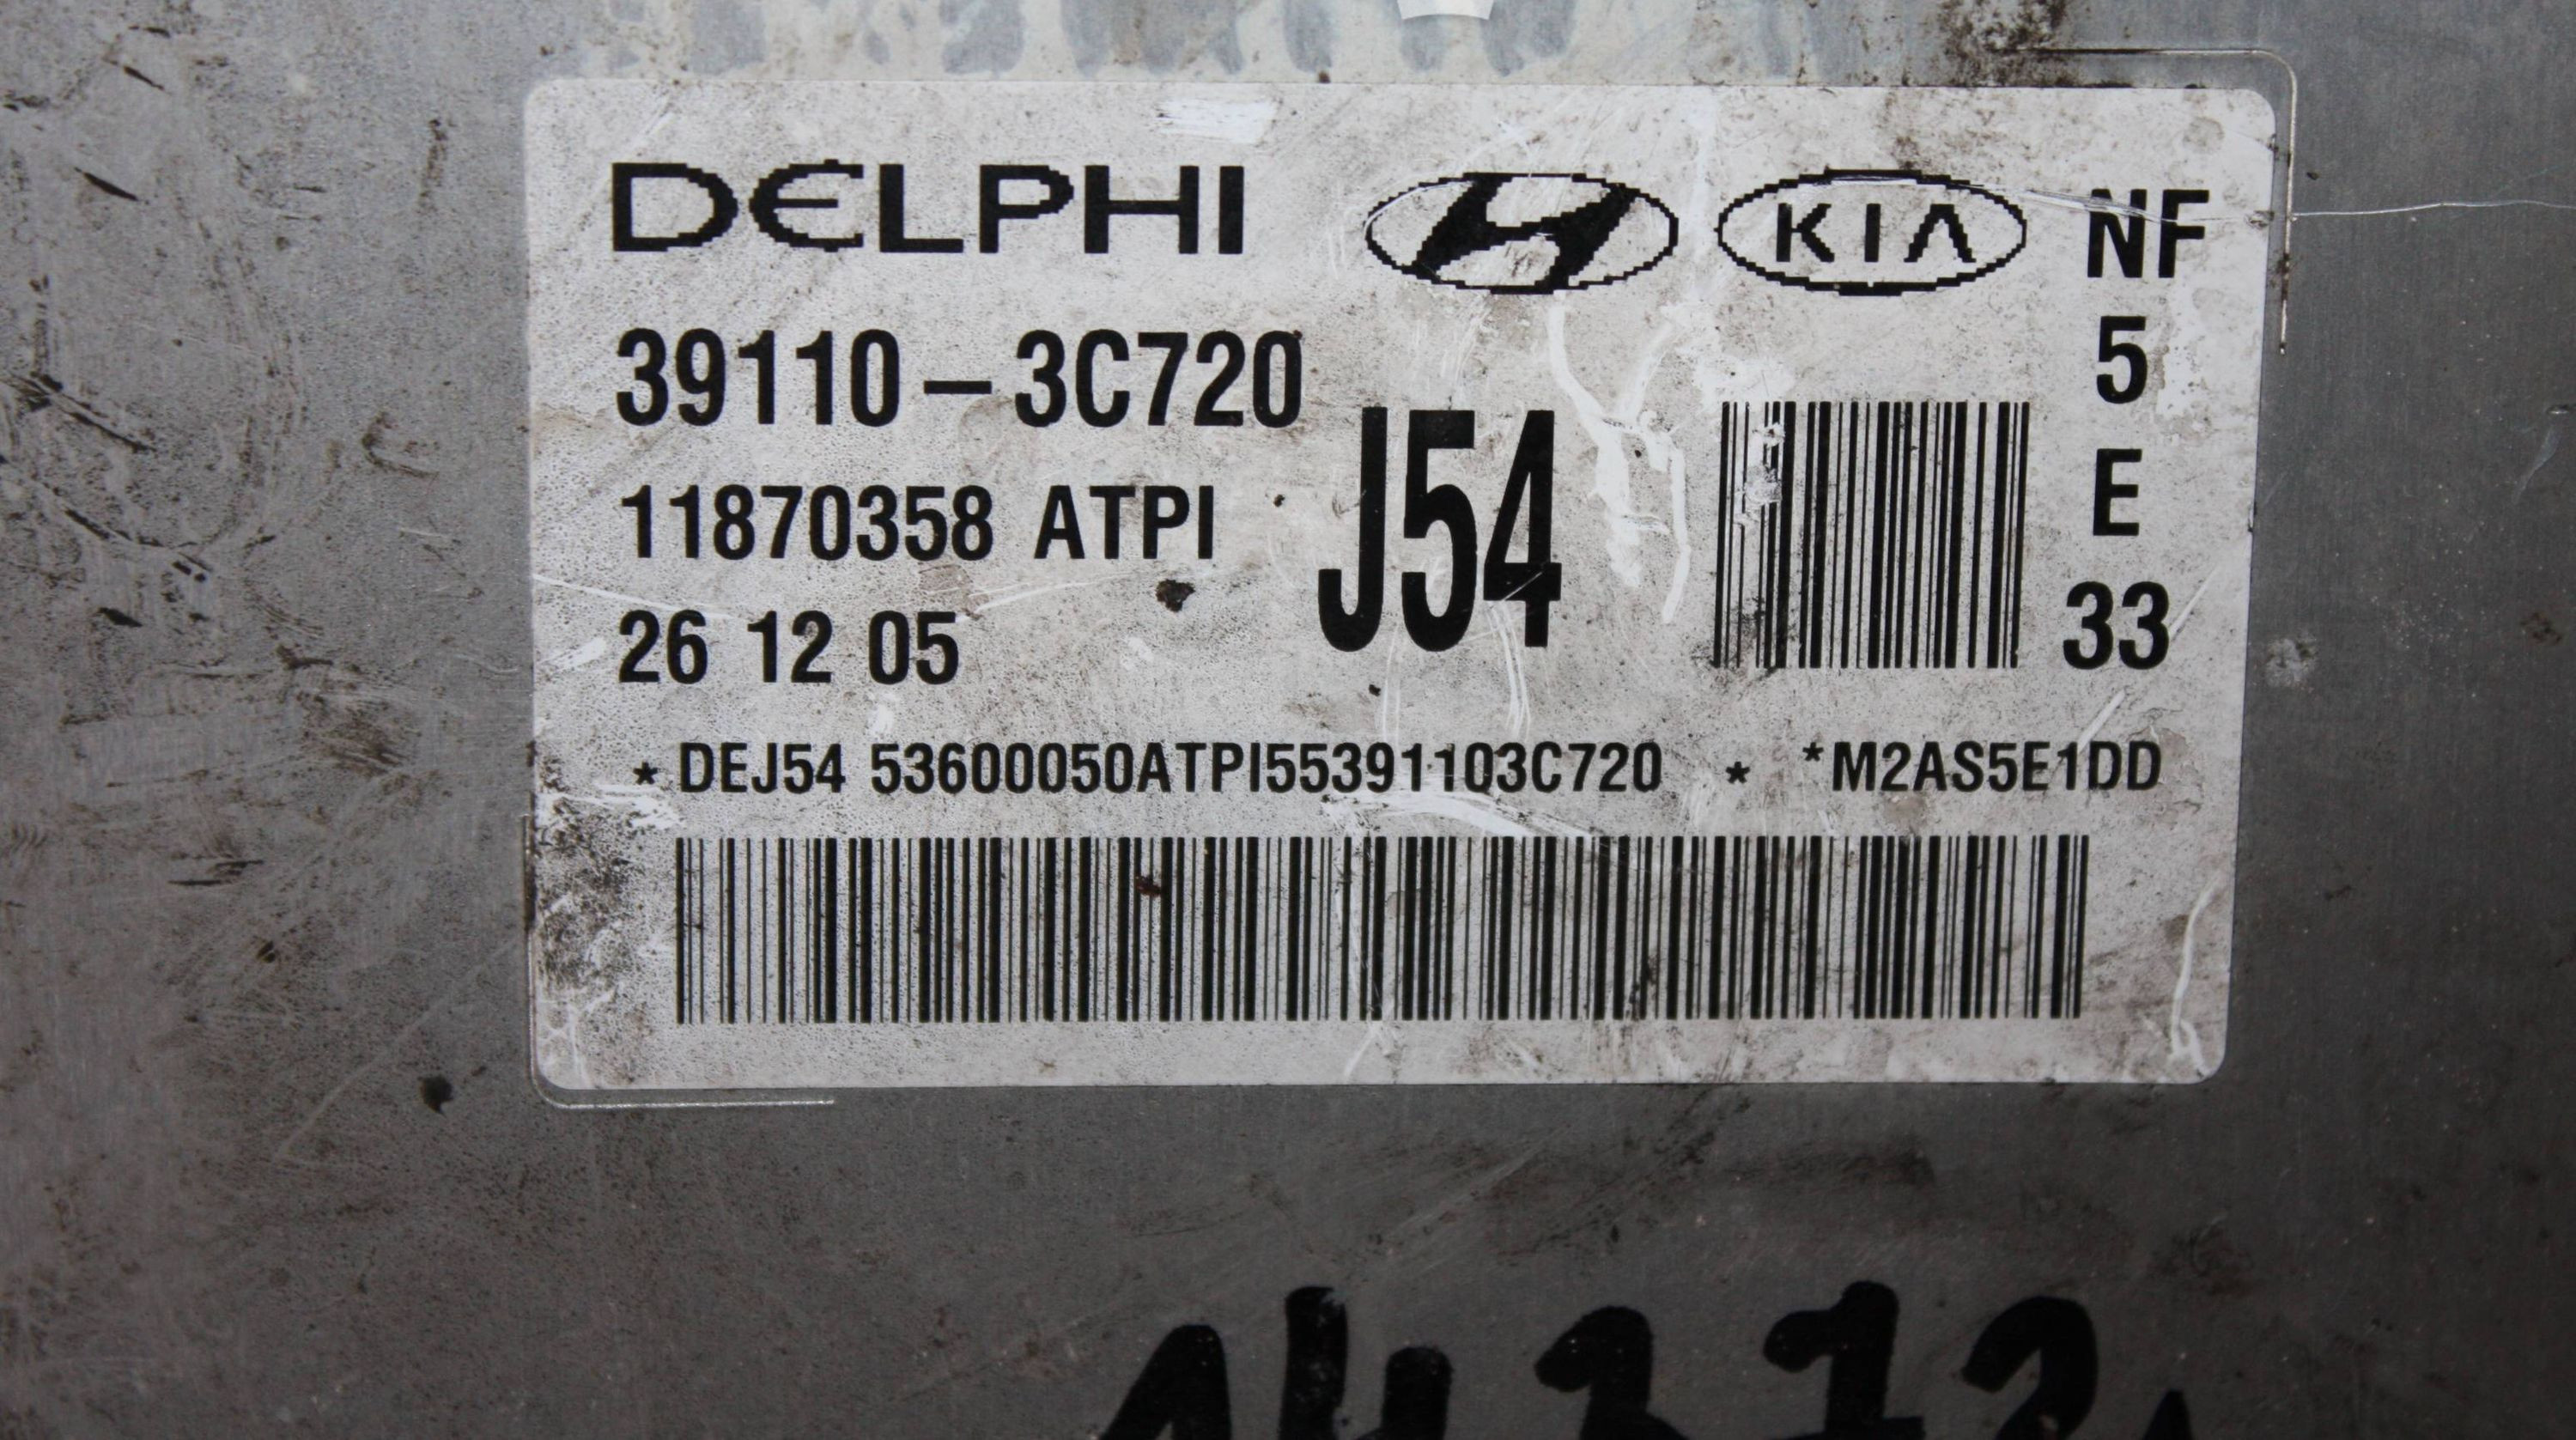 DELPHI KIA NF
39110-3C720 5
J54
11870358 ATPI E
26 12 05 33
* DEJ54 53600050ATPI55391103C720 * *M2AS5E1DD